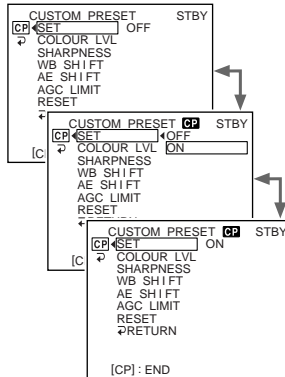 CUSTOM PRESET STBY
CP SET OFF
COLOUR LVL
SHARPNESS
WB SHIFT
AE SHIFT
AGC LIMIT
RESET
[C
CUSTOM PRESET CP STBY
CP SET OFF
COLOUR LVL ON
SHARPNESS
WB SHIFT
AE SHIFT
AGC LIMIT
RESET
[C
CUSTOM PRESET CP STBY
CP SET ON
COLOUR LVL
SHARPNESS
WB SHIFT
AE SHIFT
AGC LIMIT
RESET
RETURN
[CP] : END